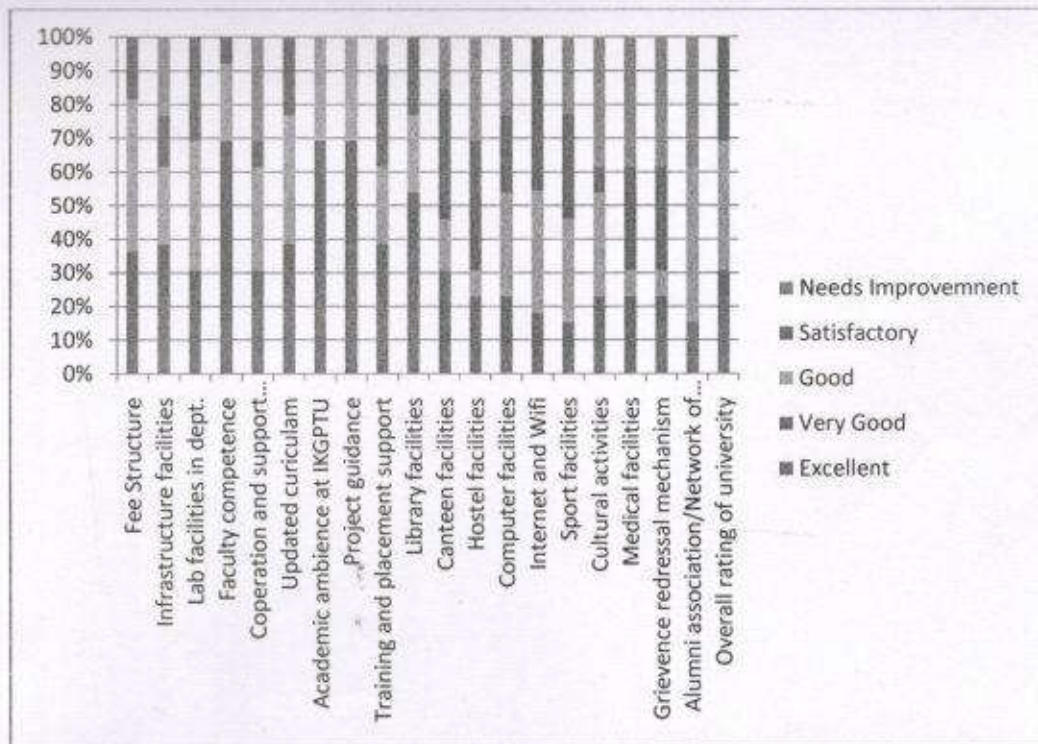 100%
90%
80%
70%
60%
50%
40%
30%
20%
10%
0%
Fee Structure
Infrastructure facilities
Lab facilities in dept.
Faculty competence
Coperation and support...
Updated curiculam
Academic ambience at IKGPTU
Project guidance
Training and placement support
Library facilities
Canteen facilities
Hostel facilities
Computer facilities
Internet and Wifi
Sport facilities
Cultural activities
Medical facilities
Grievence redressal mechanism
Alumni association/Network of...
Overall rating of university
Needs Improvemnent
Satisfactory
Good
Very Good
Excellent